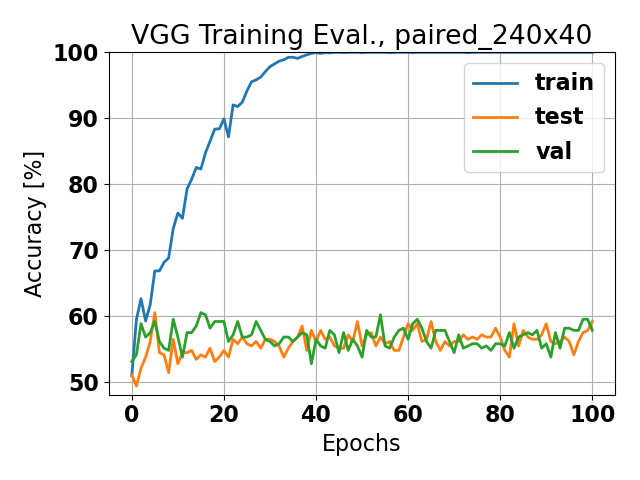 VGG Training Eval., paired_240x40
Accuracy [%]
100
90
80
70
60
50
train
test
val
0 20 40 60 80 100
Epochs